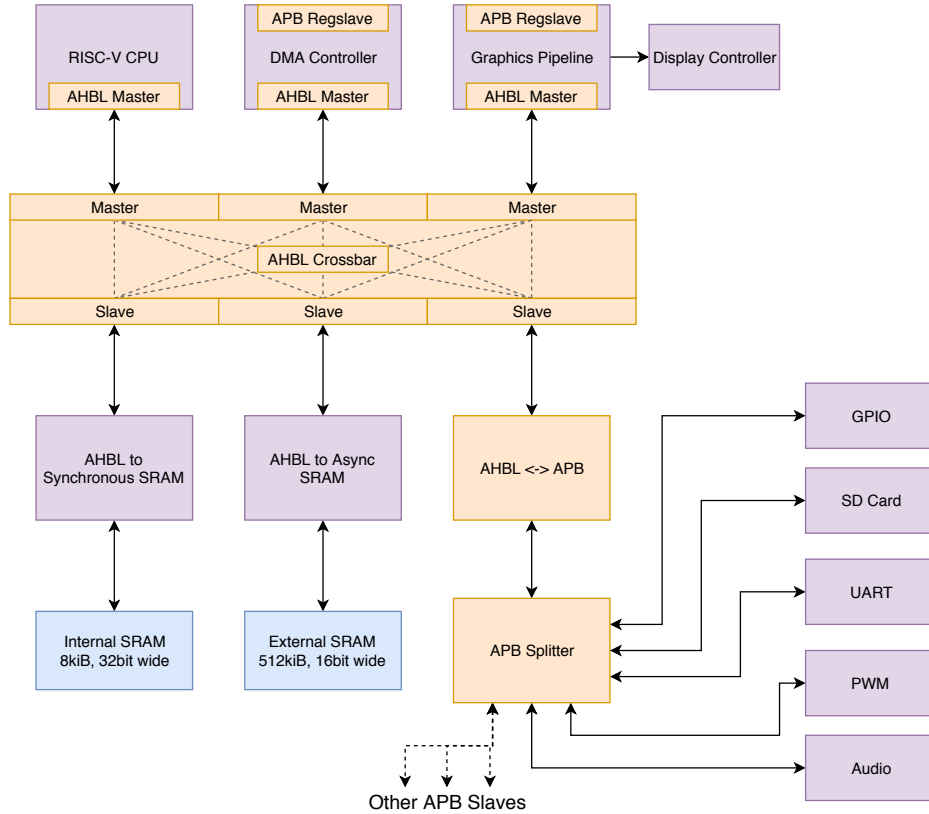 APB Regslave
APB Regslave
RISC-V CPU
DMA Controller
Graphics Pipeline
Display Controller
AHBL Master
AHBL Master
AHBL Master
Master
Master
Master
AHBL Crossbar
Slave
Slave
Slave
AHBL to
Synchronous SRAM
AHBL to Async
SRAM
AHBL <-> APB
GPIO
SD Card
UART
Internal SRAM
8kiB, 32bit wide
External SRAM
512kiB, 16bit wide
APB Splitter
PWM
Audio
Other APB Slaves